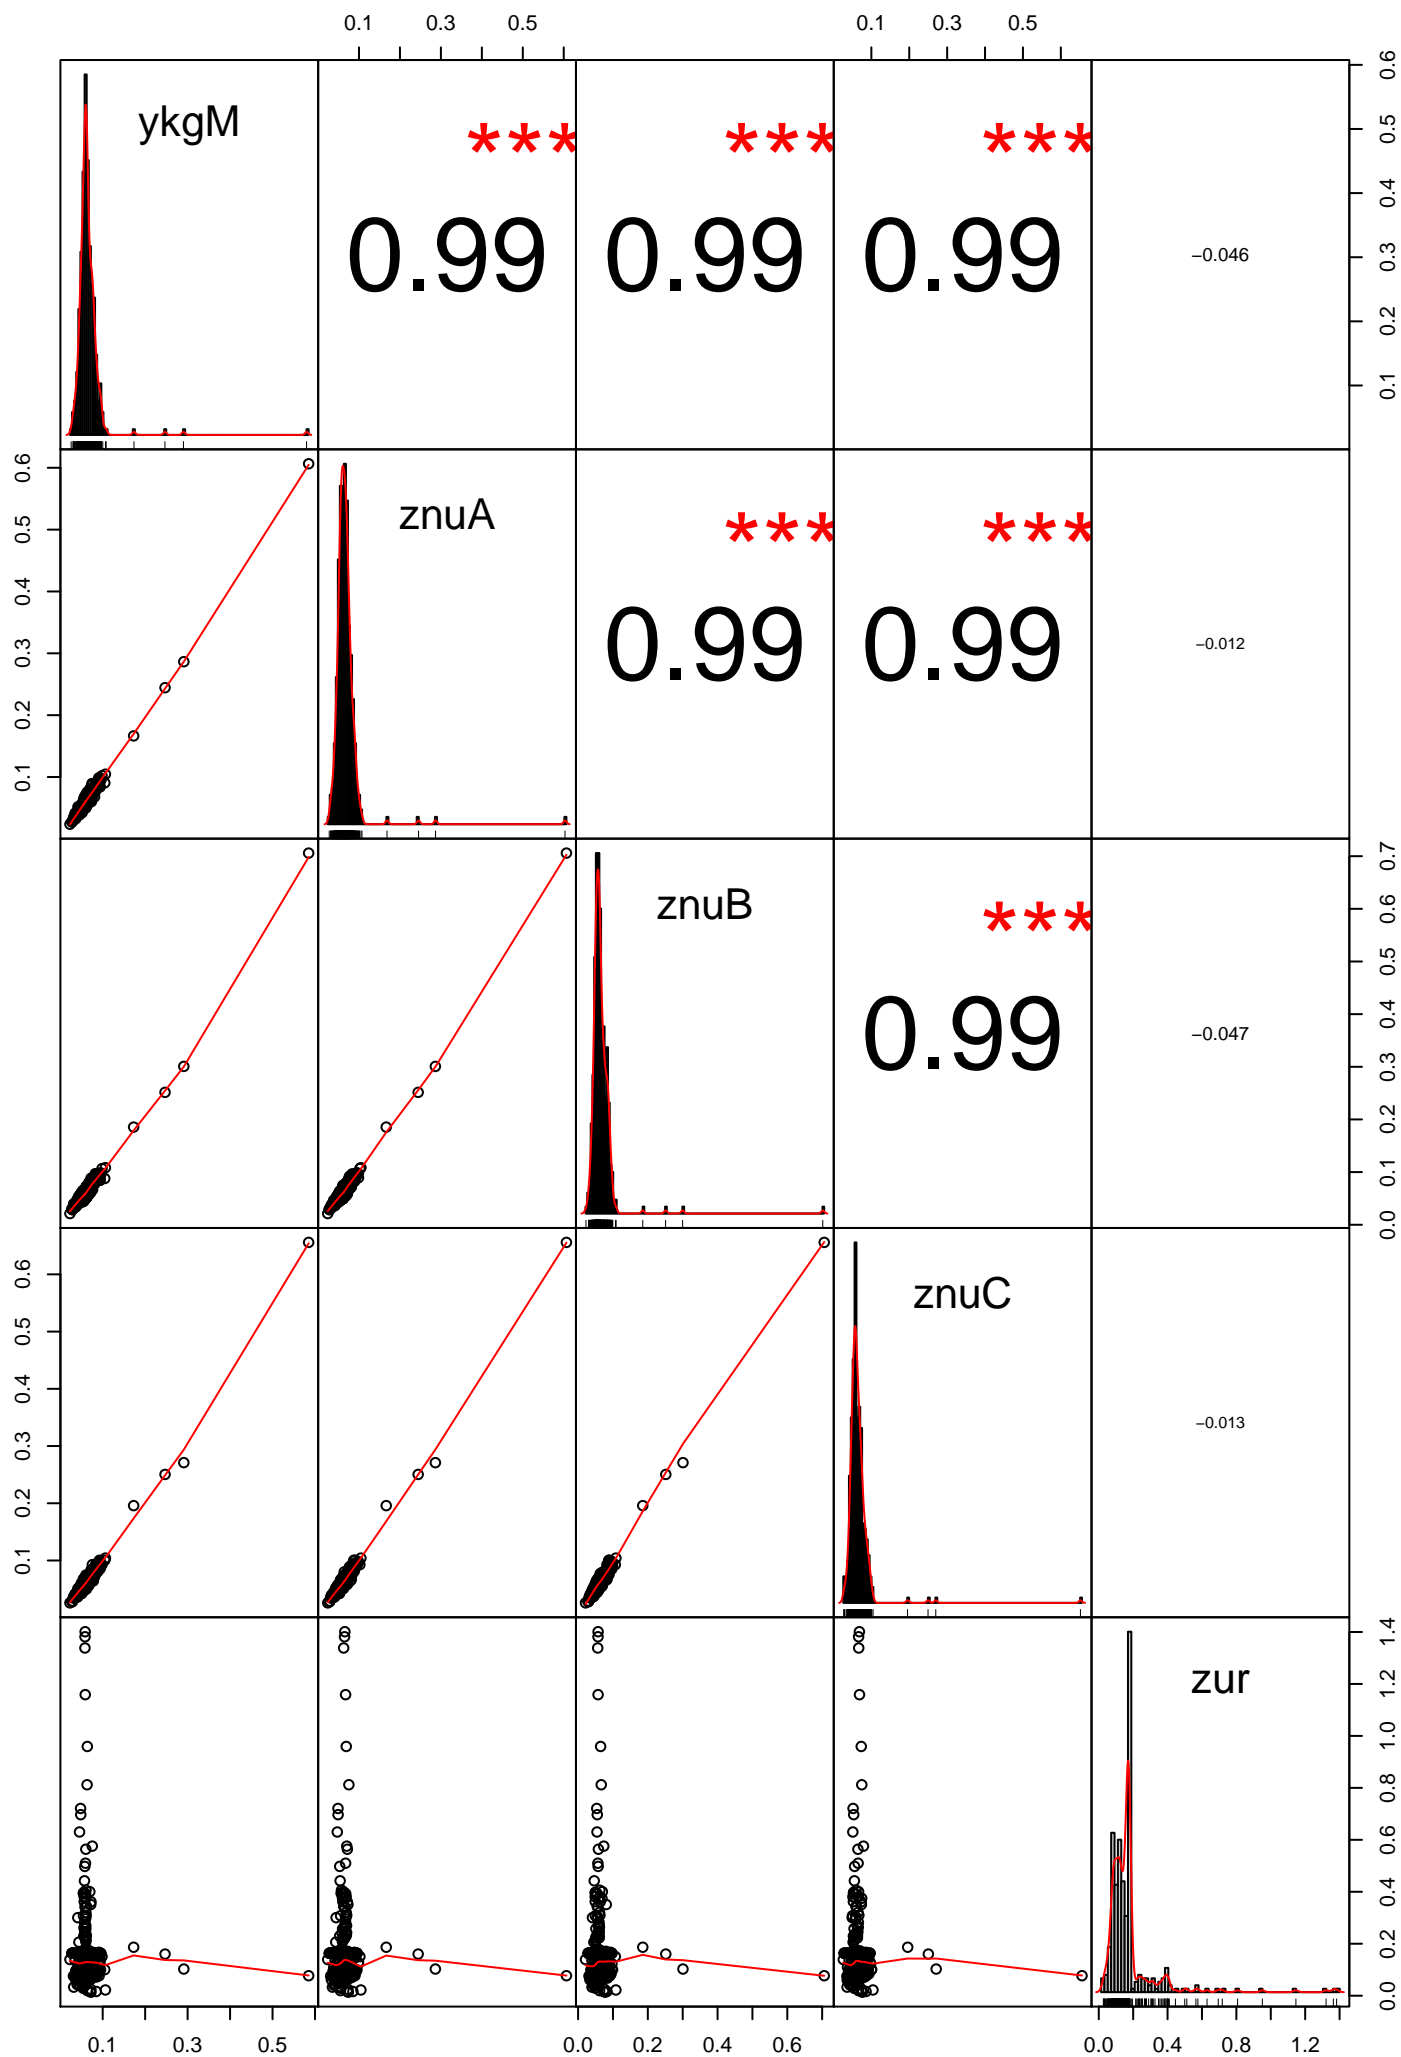 0.1 0.3 0.5 0.1 0.3 0.5
ykgM *** *** ***
0.99 0.99 0.99 −0.046
0.1 0.2 0.3 0.4 0.5 0.6
0.1 0.2 0.3 0.4 0.5 0.6
znuA *** ***
0.99 0.99 −0.012
znuB ***
0.99 −0.047
0.0 0.1 0.2 0.3 0.4 0.5 0.6 0.7
0.1 0.2 0.3 0.4 0.5 0.6
znuC
−0.013
zur
0.0 0.2 0.4 0.6 0.8 1.0 1.2 1.4
0.1 0.3 0.5 0.0 0.2 0.4 0.6 0.0 0.4 0.8 1.2